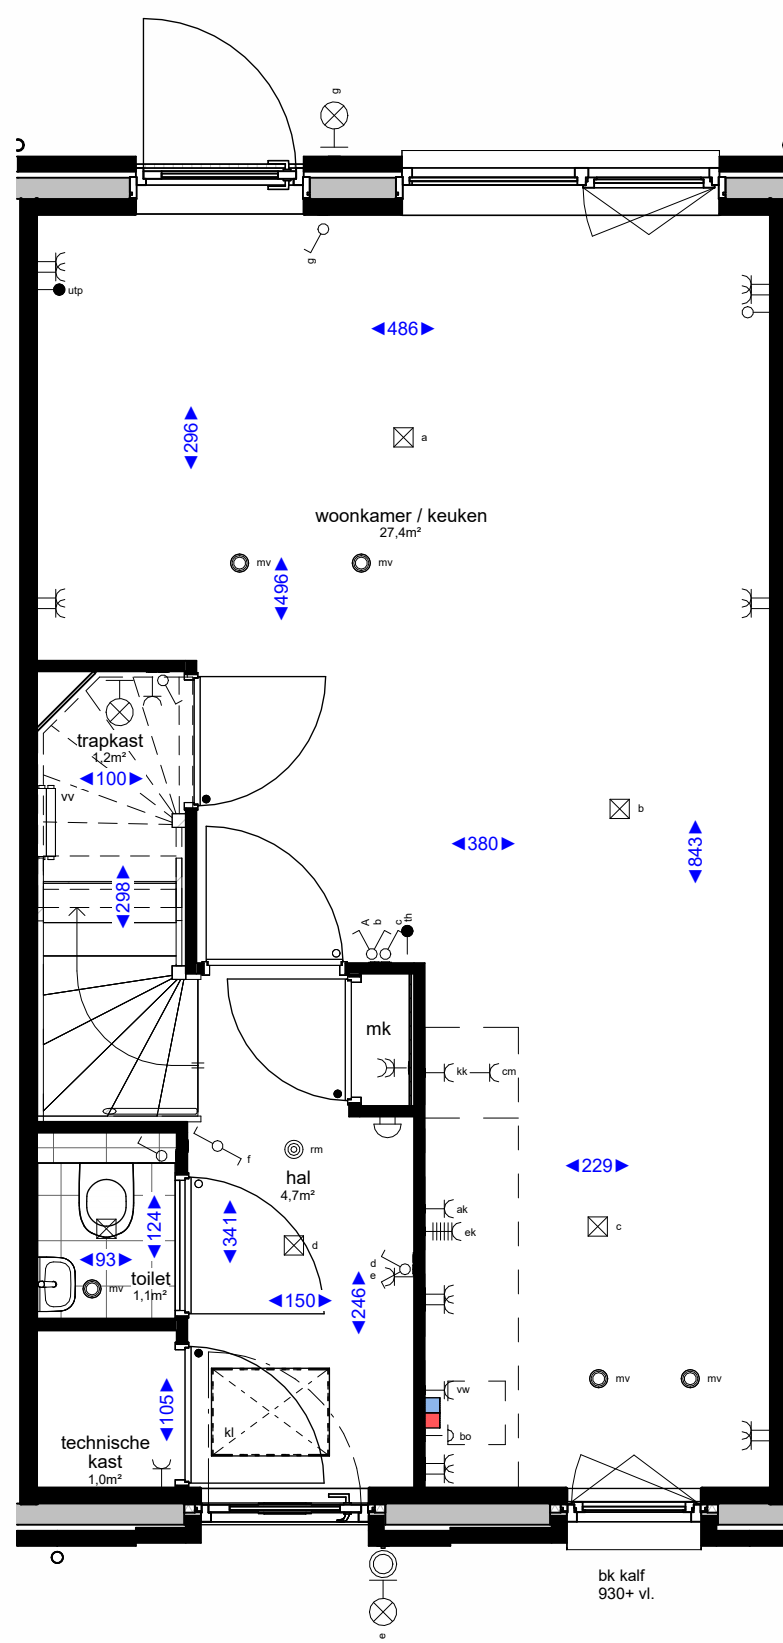 g
g
utp
486
296
a
woonkamer / keuken
27,4m²
mv
mv
496
trapkast
1,2m²
100
vv
b
380
843
298
A
b
c
th
mk
kk
cm
f
rm
hal
4,7m²
229
ak
ek
c
124
341
d
93
mv
toilet
1,1m²
d
e
150
246
mv
mv
vw
105
kl
bo
technische
kast
1,0m²
bk kalf
930+ vl.
e